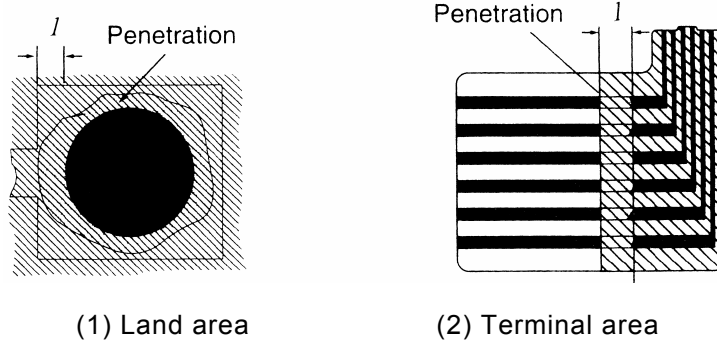 l
Penetration
Penetration
l
(1) Land area
(2) Terminal area